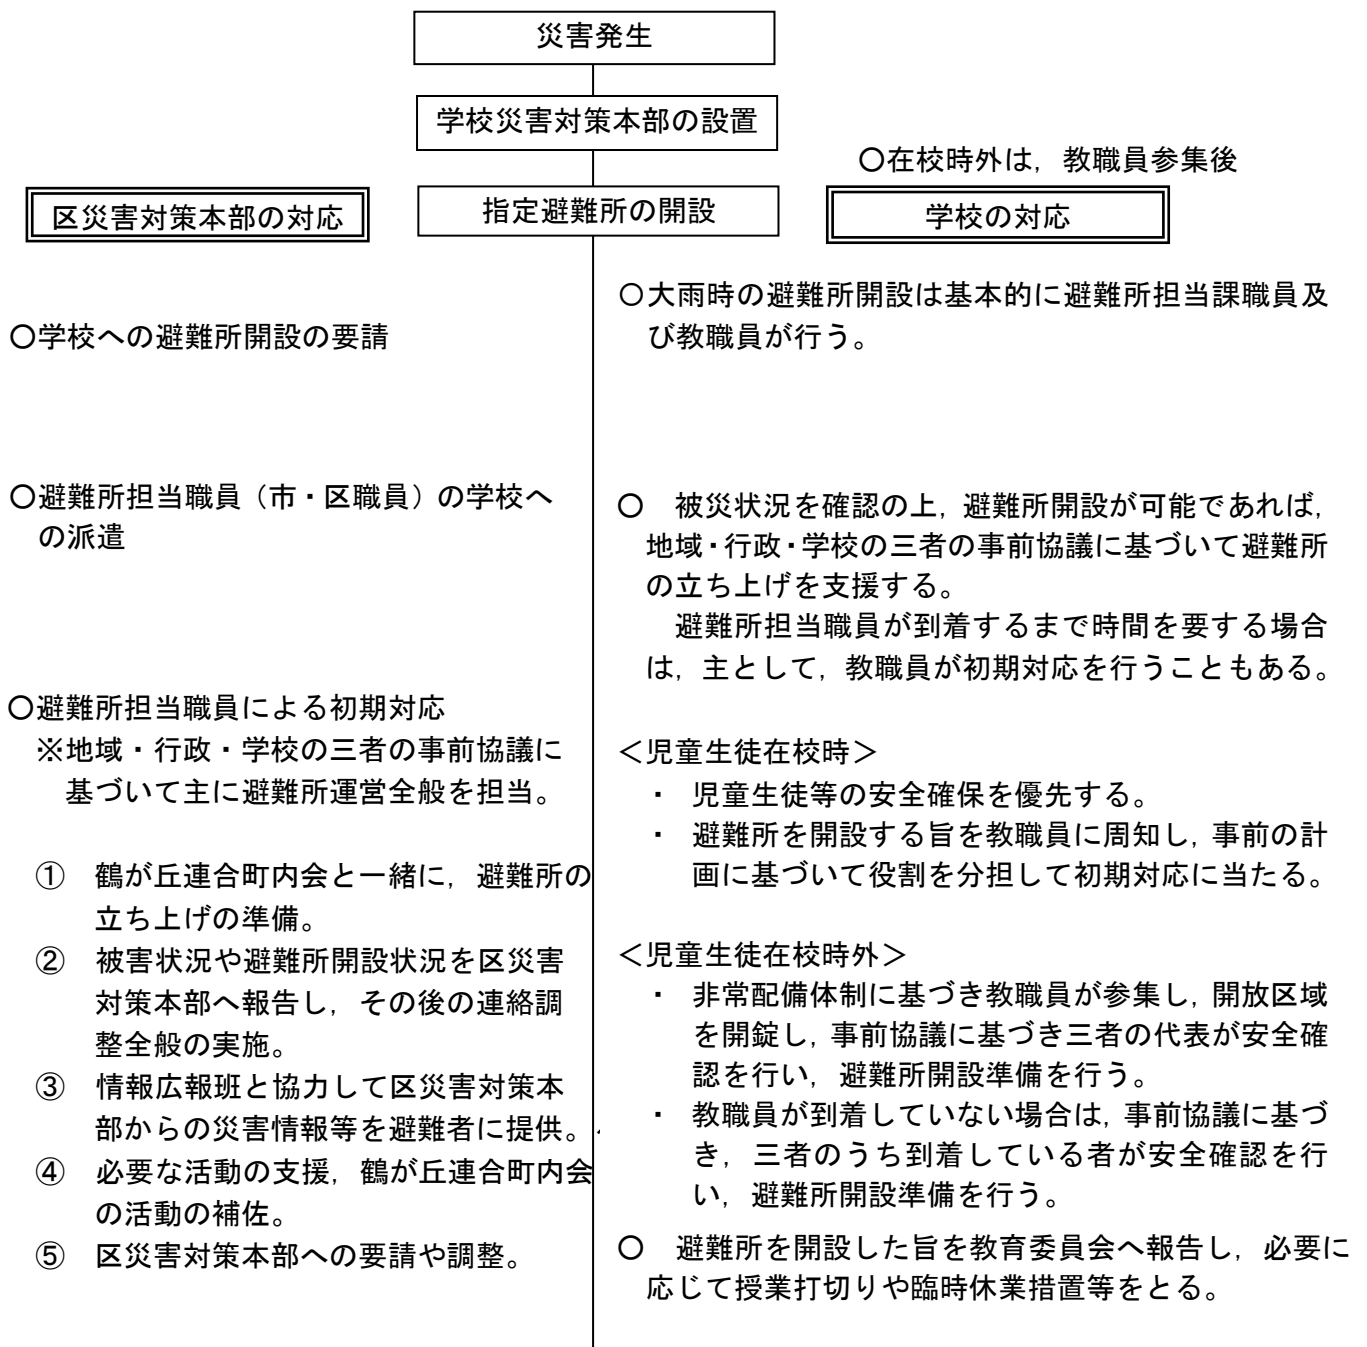 災害発生
学校災害対策本部の設置
〇在校時外は，教職員参集後
区災害対策本部の対応
指定避難所の開設
学校の対応
〇学校への避難所開設の要請
〇避難所担当職員（市・区職員）の学校へ
の派遣
〇避難所担当職員による初期対応
※地域・行政・学校の三者の事前協議に
基づいて主に避難所運営全般を担当。
① 鶴が丘連合町内会と一緒に，避難所の
立ち上げの準備。
② 被害状況や避難所開設状況を区災害
対策本部へ報告し，その後の連絡調
整全般の実施。
③ 情報広報班と協力して区災害対策本
部からの災害情報等を避難者に提供。
④ 必要な活動の支援，鶴が丘連合町内会
の活動の補佐。
⑤ 区災害対策本部への要請や調整。
〇大雨時の避難所開設は基本的に避難所担当課職員及
び教職員が行う。
〇 被災状況を確認の上，避難所開設が可能であれば，
地域・行政・学校の三者の事前協議に基づいて避難所
の立ち上げを支援する。
避難所担当職員が到着するまで時間を要する場合
は，主として，教職員が初期対応を行うこともある。
＜児童生徒在校時＞
・ 児童生徒等の安全確保を優先する。
・ 避難所を開設する旨を教職員に周知し，事前の計
画に基づいて役割を分担して初期対応に当たる。
＜児童生徒在校時外＞
・ 非常配備体制に基づき教職員が参集し，開放区域
を開錠し，事前協議に基づき三者の代表が安全確
認を行い，避難所開設準備を行う。
・ 教職員が到着していない場合は，事前協議に基づ
き，三者のうち到着している者が安全確認を行
い，避難所開設準備を行う。
〇 避難所を開設した旨を教育委員会へ報告し，必要に
応じて授業打切りや臨時休業措置等をとる。